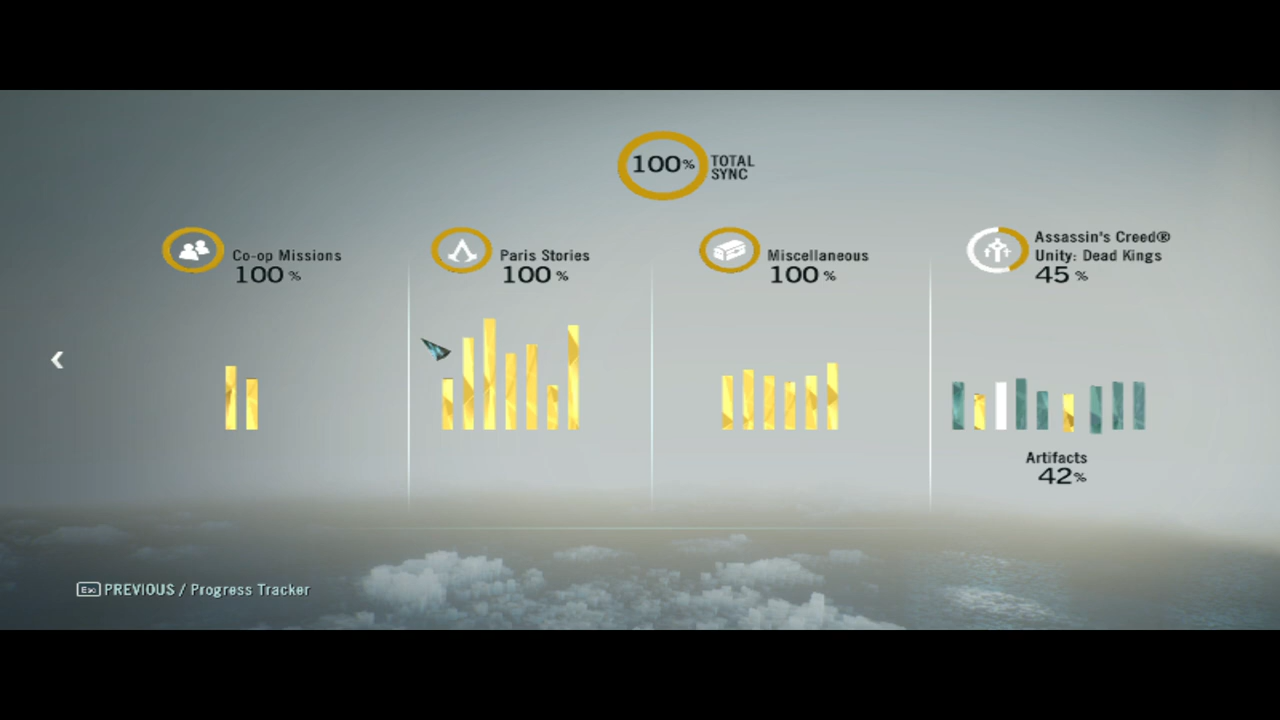 100%
TOTAL
SYNC
Co-op Missions
100 %
Paris Stories
100 %
Miscellaneous
100 %
Assassin's Creed®
Unity: Dead Kings
45 %
Artifacts
42%
Esc PREVIOUS / Progress Tracker